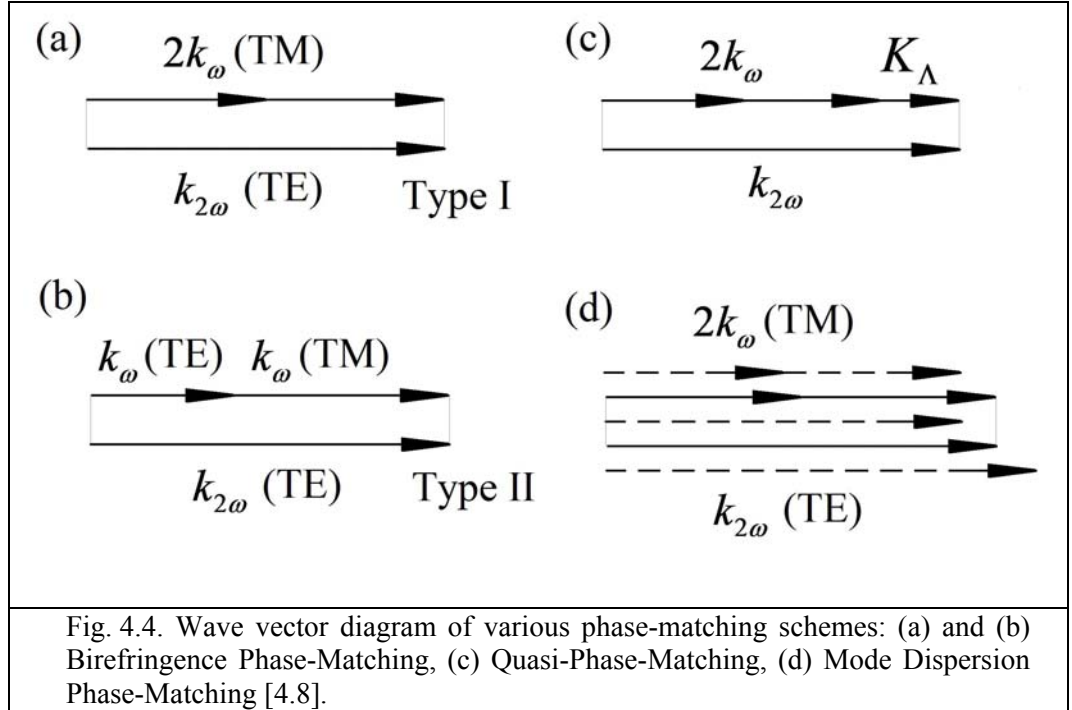 (a)
2k_ω (TM)
k_2ω (TE)
Type I
(b)
k_ω (TE) k_ω (TM)
k_2ω (TE)
Type II
(c)
2k_ω K_Λ
k_2ω
(d)
2k_ω (TM)
k_2ω (TE)
Fig. 4.4. Wave vector diagram of various phase-matching schemes: (a) and (b)
Birefringence Phase-Matching, (c) Quasi-Phase-Matching, (d) Mode Dispersion
Phase-Matching [4.8].